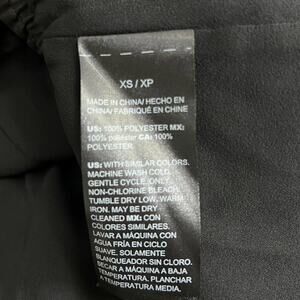 XS / XP
MADE IN CHINA/ HECHO EN
CHINA/ FABRIQUÉ EN CHINE
US: 100% POLYESTER MX:
100% poliéster CA: 100%
POLYESTER
US: WITH SIMILAR COLORS.
MACHINE WASH COLD,
GENTLE CYCLE. ONLY
NON-CHLORINE BLEACH.
TUMBLE DRY LOW. WARM
IRON. MAY BE DRY
CLEANED MX: CON
COLORES SIMILARES.
LAVAR A MÁQUINA CON
AGUA FRÍA EN CICLO
SUAVE. SOLAMENTE
BLANQUEADOR SIN CLORO.
SECAR A MÁQUINA A BAJA
TEMPERATURA. PLANCHAR
A TEMPERATURA MEDIA.